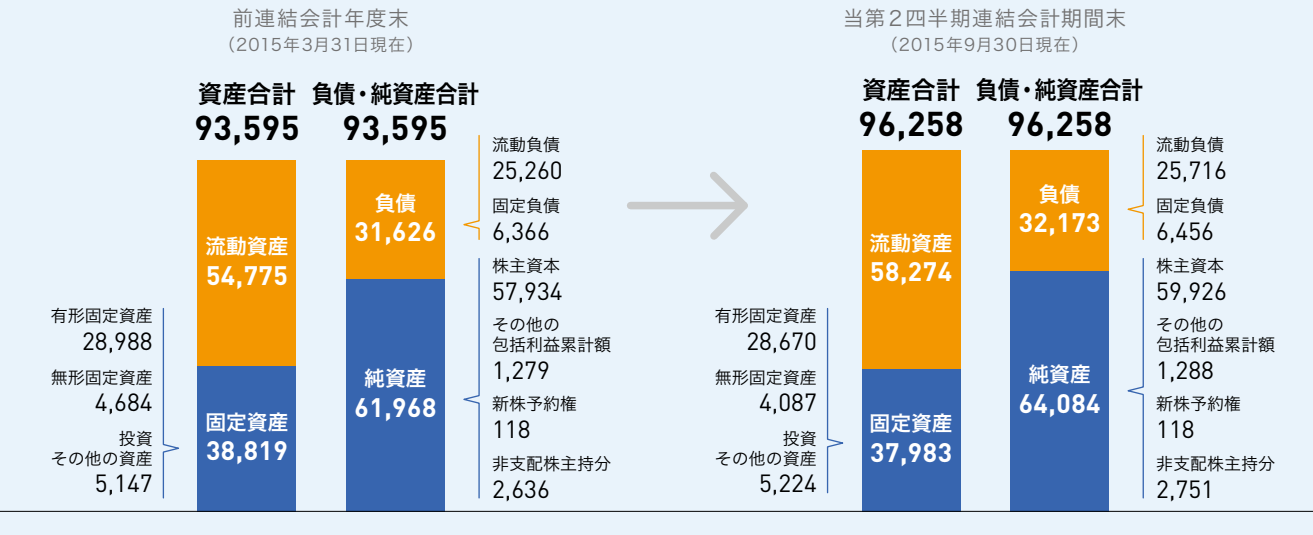 前連結会計年度末
（2015年3月31日現在）
資産合計
93,595
負債・純資産合計
93,595
流動資産
54,775
固定資産
38,819
有形固定資産
28,988
無形固定資産
4,684
投資
その他の資産
5,147
負債
31,626
純資産
61,968
流動負債
25,260
固定負債
6,366
株主資本
57,934
その他の
包括利益累計額
1,279
新株予約権
118
非支配株主持分
2,636
当第2四半期連結会計期間末
（2015年9月30日現在）
資産合計
96,258
負債・純資産合計
96,258
流動資産
58,274
固定資産
37,983
有形固定資産
28,670
無形固定資産
4,087
投資
その他の資産
5,224
負債
32,173
純資産
64,084
流動負債
25,716
固定負債
6,456
株主資本
59,926
その他の
包括利益累計額
1,288
新株予約権
118
非支配株主持分
2,751